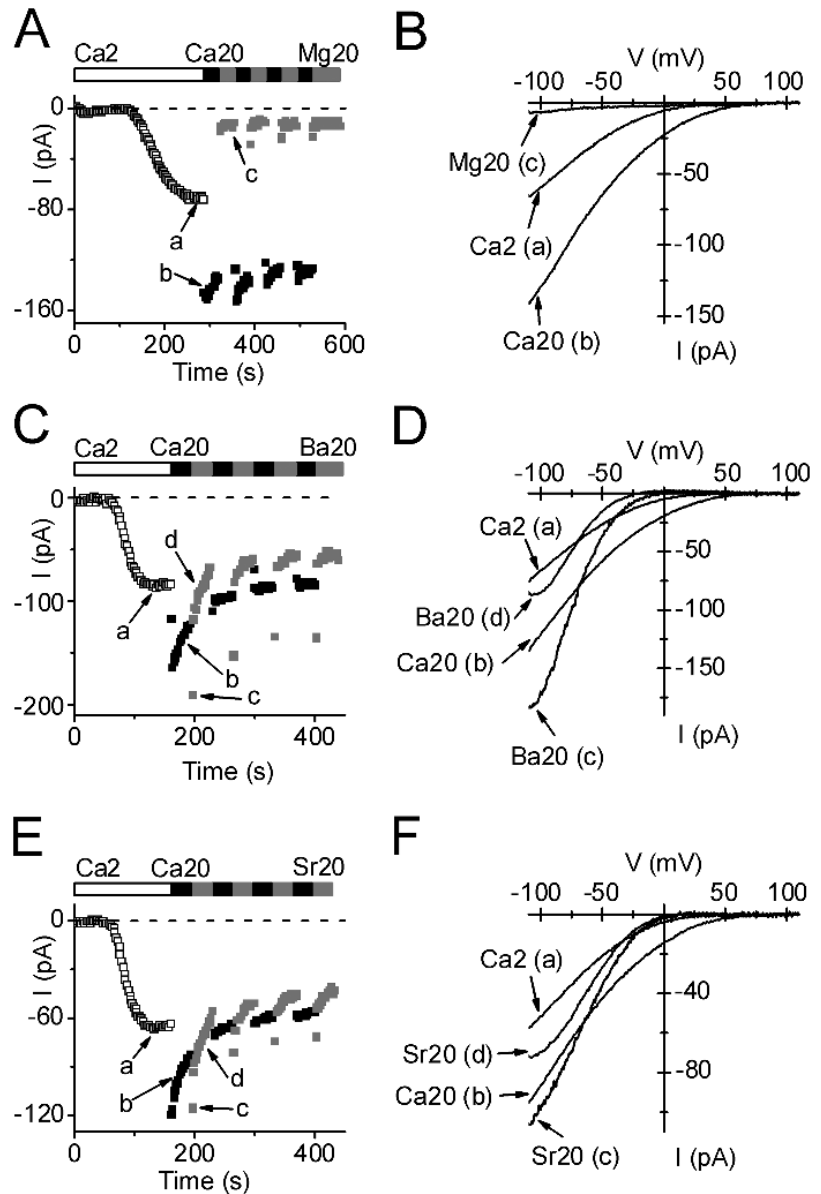 A
Ca2 Ca20 Mg20
0
-80
-160
I (pA)
a
b
c
0 200 400 600
Time (s)
B
V (mV)
-100 -50 50 100
Mg20 (c)
Ca2 (a)
Ca20 (b)
-50
-100
-150
I (pA)
C
Ca2 Ca20 Ba20
0
-100
-200
I (pA)
a
d
b
c
0 200 400
Time (s)
D
V (mV)
-100 -50 50 100
Ca2 (a)
Ba20 (d)
Ca20 (b)
Ba20 (c)
-50
-100
-150
I (pA)
E
Ca2 Ca20 Sr20
0
-60
-120
I (pA)
a
b
d
c
0 200 400
Time (s)
F
V (mV)
-100 -50 50 100
Ca2 (a)
Sr20 (d)
Ca20 (b)
Sr20 (c)
-40
-80
I (pA)